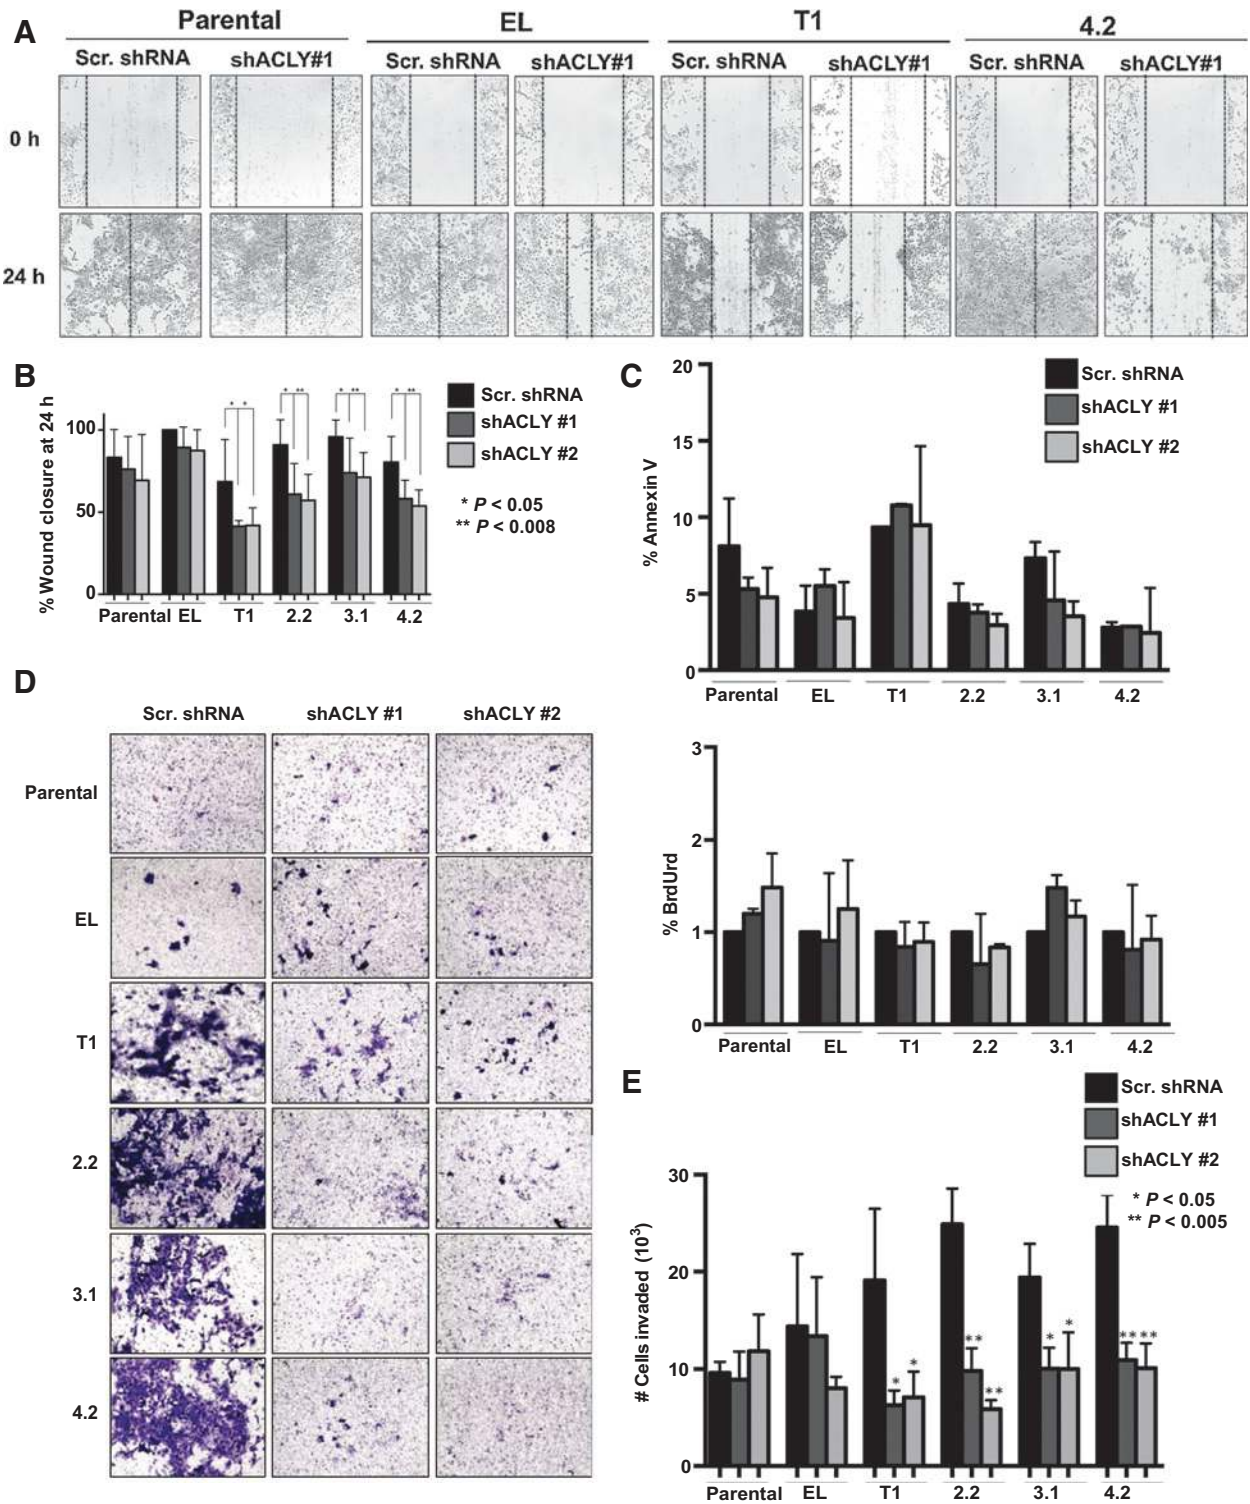 A
Parental
EL
T1
4.2
Scr. shRNA
shACLY#1
Scr. shRNA
shACLY#1
Scr. shRNA
shACLY#1
Scr. shRNA
shACLY#1
0 h
24 h
B
% Wound closure at 24 h
100
50
0
* **
* **
* **
* *
Parental EL T1 2.2 3.1 4.2
Scr. shRNA
shACLY #1
shACLY #2
* P < 0.05
** P < 0.008
C
% Annexin V
20
15
10
5
0
Scr. shRNA
shACLY #1
shACLY #2
Parental EL T1 2.2 3.1 4.2
% BrdUrd
3
2
1
0
Parental EL T1 2.2 3.1 4.2
D
Scr. shRNA shACLY #1 shACLY #2
Parental
EL
T1
2.2
3.1
4.2
E
# Cells invaded (10³)
30
20
10
0
Scr. shRNA
shACLY #1
shACLY #2
* P < 0.05
** P < 0.005
* *
** **
* *
** **
Parental EL T1 2.2 3.1 4.2